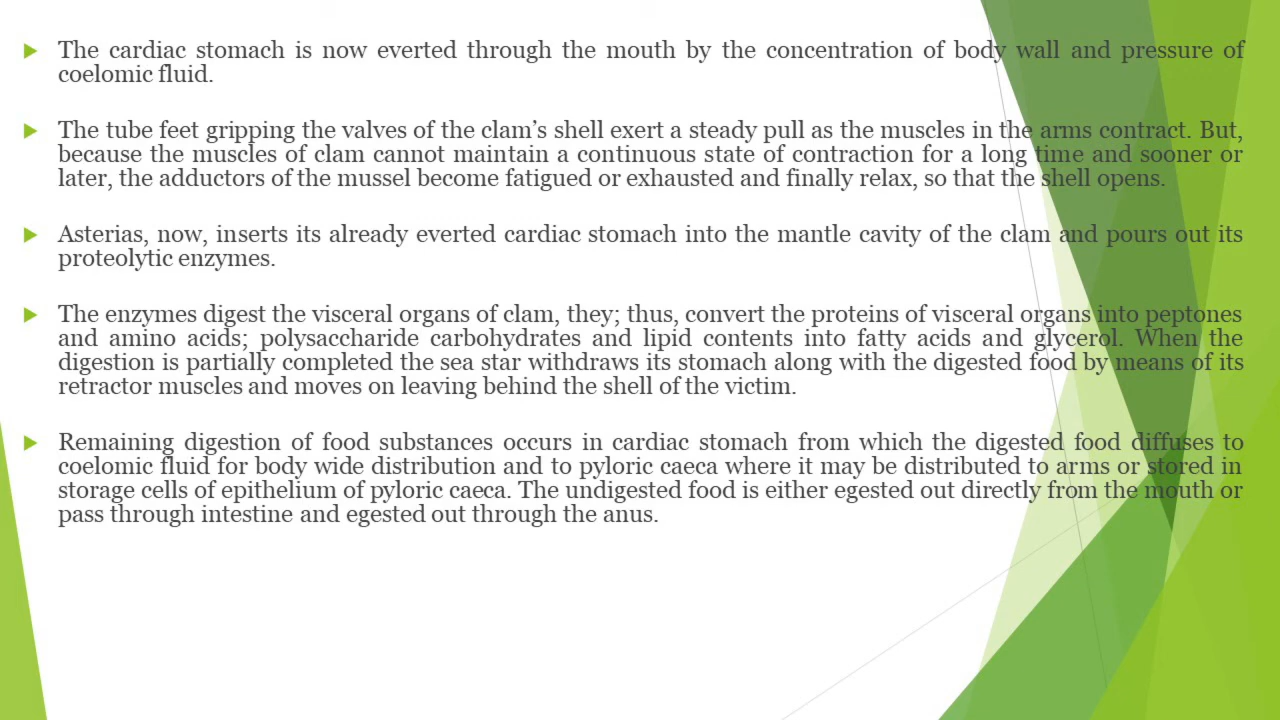 The cardiac stomach is now everted through the mouth by the concentration of body wall and pressure of
coelomic fluid.
The tube feet gripping the valves of the clam’s shell exert a steady pull as the muscles in the arms contract. But,
because the muscles of clam cannot maintain a continuous state of contraction for a long time and sooner or
later, the adductors of the mussel become fatigued or exhausted and finally relax, so that the shell opens.
Asterias, now, inserts its already everted cardiac stomach into the mantle cavity of the clam and pours out its
proteolytic enzymes.
The enzymes digest the visceral organs of clam, they; thus, convert the proteins of visceral organs into peptones
and amino acids; polysaccharide carbohydrates and lipid contents into fatty acids and glycerol. When the
digestion is partially completed the sea star withdraws its stomach along with the digested food by means of its
retractor muscles and moves on leaving behind the shell of the victim.
Remaining digestion of food substances occurs in cardiac stomach from which the digested food diffuses to
coelomic fluid for body wide distribution and to pyloric caeca where it may be distributed to arms or stored in
storage cells of epithelium of pyloric caeca. The undigested food is either egested out directly from the mouth or
pass through intestine and egested out through the anus.